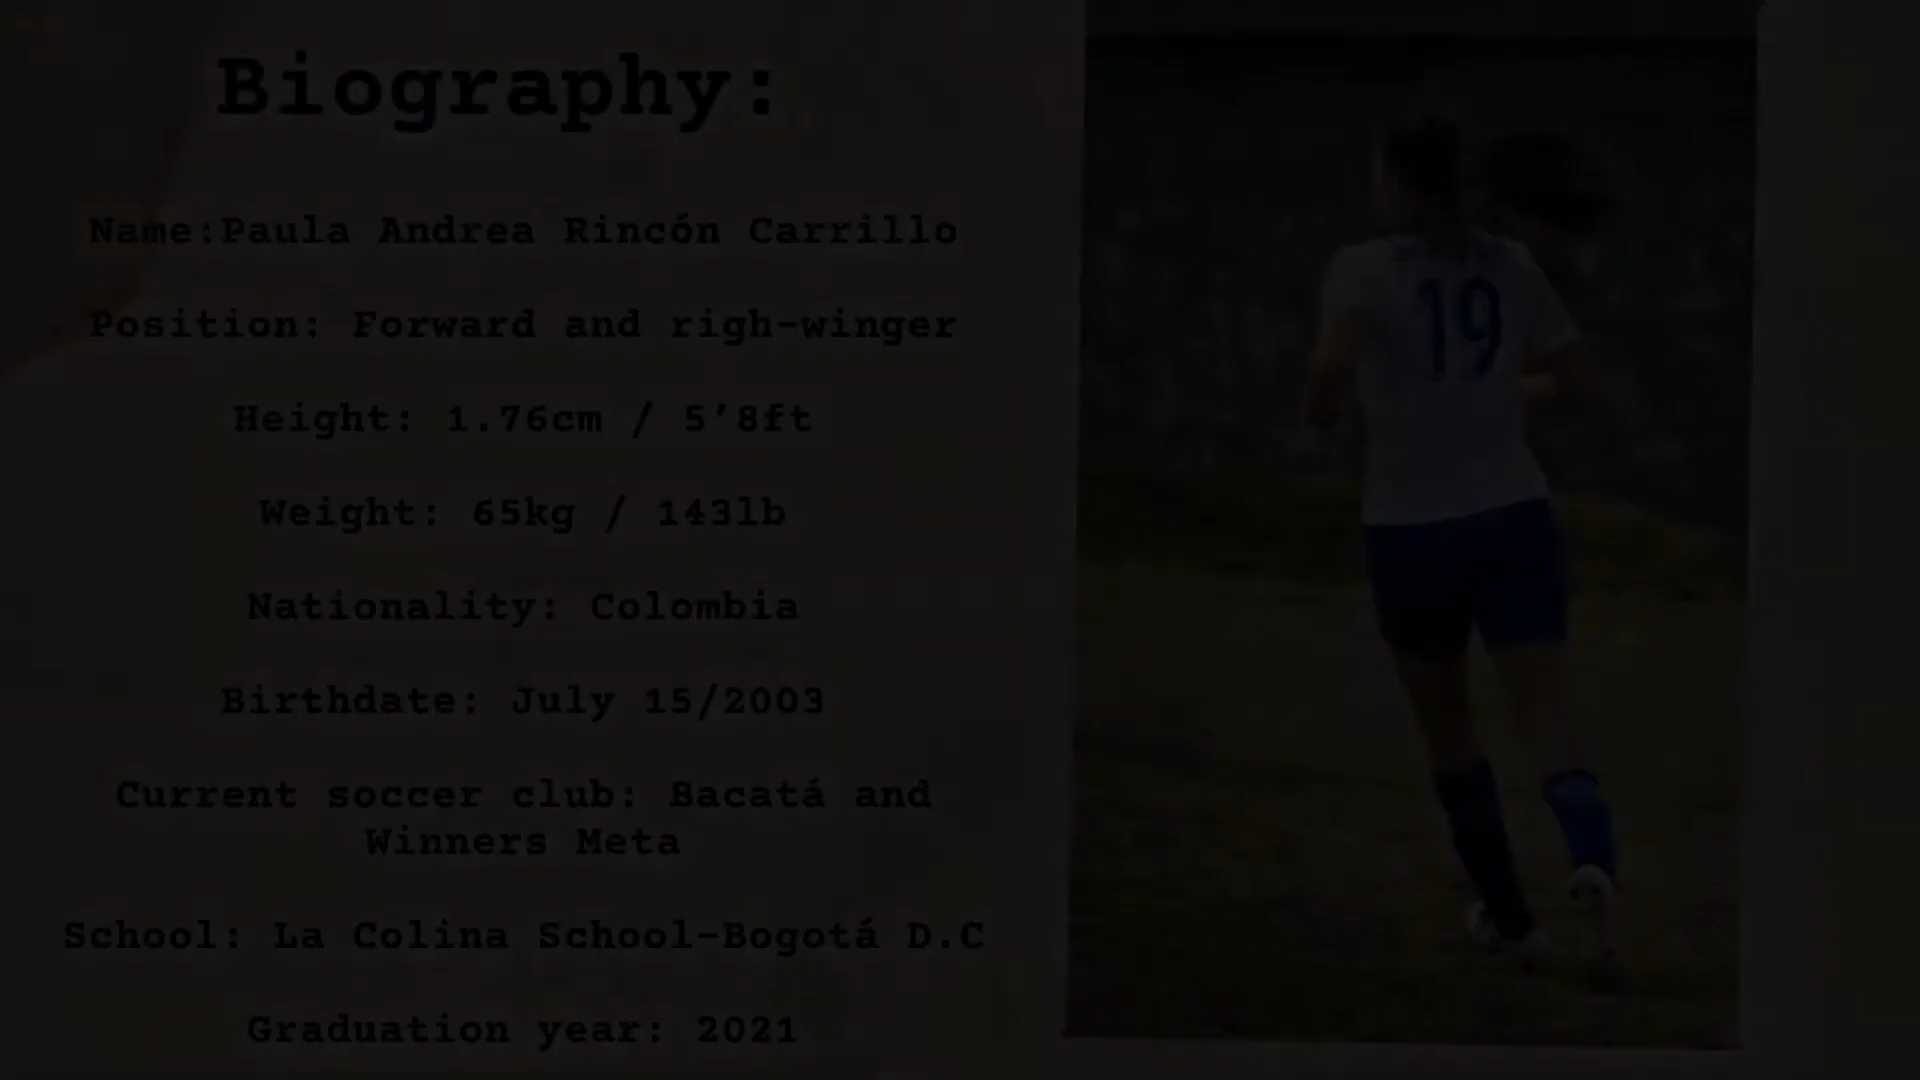 Biography:
Name:Paula Andrea Rincón Carrillo
Position: Forward and righ-winger
Height: 1.76cm / 5'8ft
Weight: 65kg / 143lb
Nationality: Colombia
Birthdate: July 15/2003
Current soccer club: Bacatá and
Winners Meta
School: La Colina School-Bogotá D.C
Graduation year: 2021
19